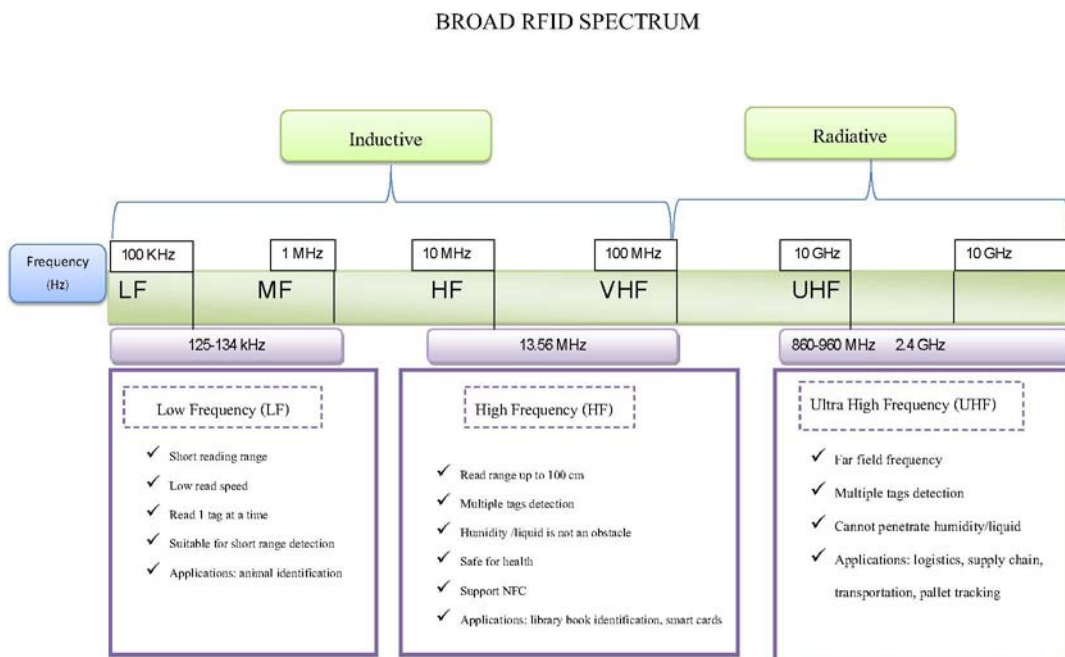 BROAD RFID SPECTRUM
Inductive
Radiative
Frequency
(Hz)
100 KHz
1 MHz
10 MHz
100 MHz
10 GHz
10 GHz
LF
MF
HF
VHF
UHF
125-134 kHz
13.56 MHz
860-960 MHz 2.4 GHz
Low Frequency (LF)
✓ Short reading range
✓ Low read speed
✓ Read 1 tag at a time
✓ Suitable for short range detection
✓ Applications: animal identification
High Frequency (HF)
✓ Read range up to 100 cm
✓ Multiple tags detection
✓ Humidity /liquid is not an obstacle
✓ Safe for health
✓ Support NFC
✓ Applications: library book identification, smart cards
Ultra High Frequency (UHF)
✓ Far field frequency
✓ Multiple tags detection
✓ Cannot penetrate humidity/liquid
✓ Applications: logistics, supply chain,
transportation, pallet tracking